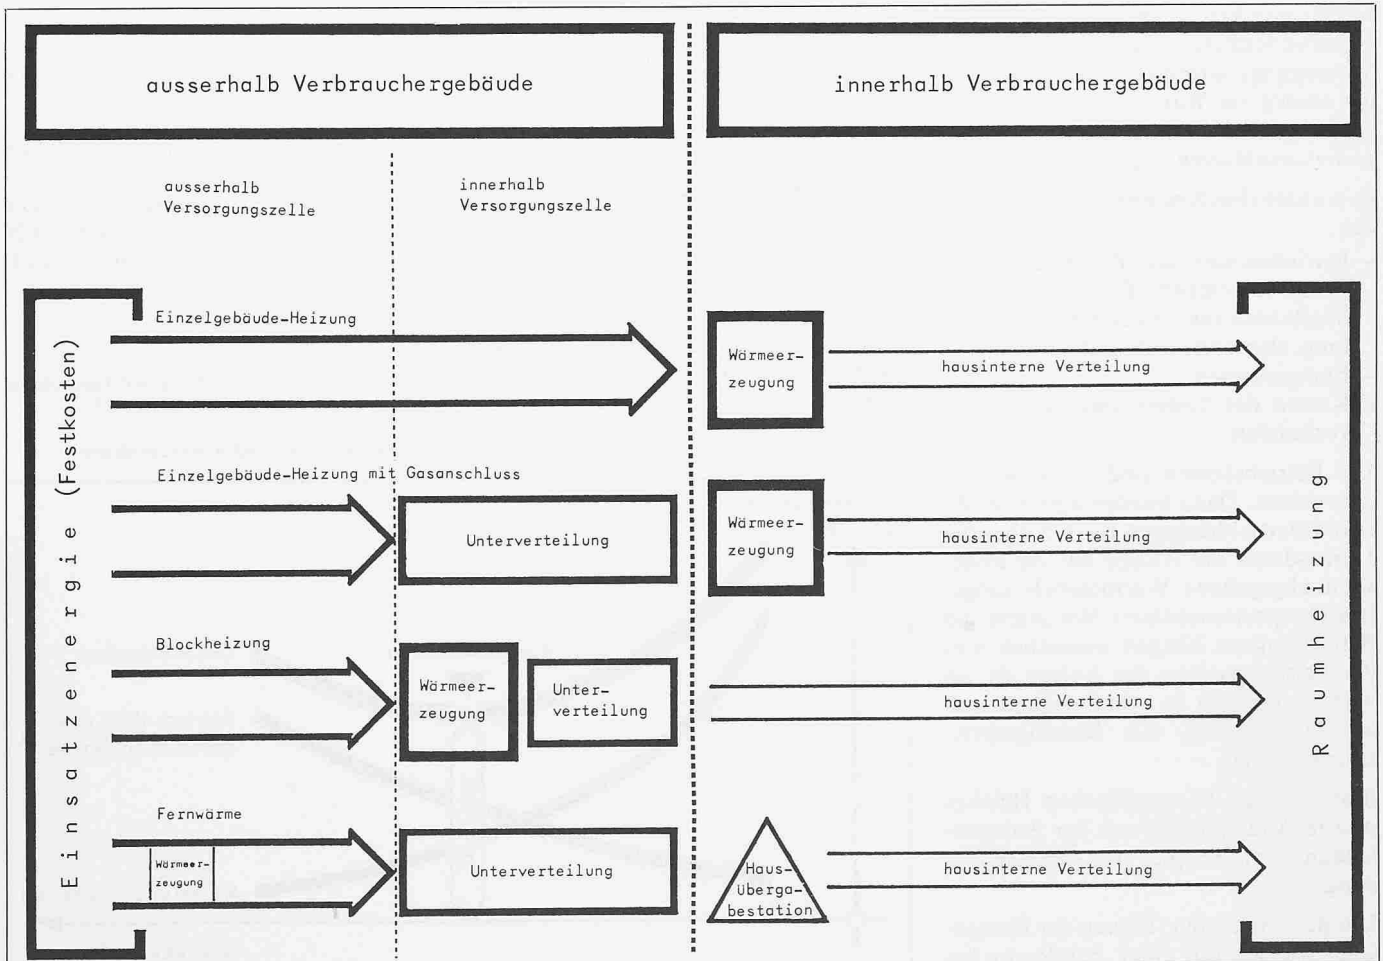 ausserhalb Verbrauchergebäude
innerhalb Verbrauchergebäude
ausserhalb
Versorgungszelle
innerhalb
Versorgungszelle
Einsatzenergie (Festkosten)
Einzelgebäude-Heizung
Wärmeer-
zeugung
hausinterne Verteilung
Einzelgebäude-Heizung mit Gasanschluss
Unterverteilung
Wärmeer-
zeugung
hausinterne Verteilung
Blockheizung
Wärmeer-
zeugung
Unter-
verteilung
hausinterne Verteilung
Fernwärme
Wärmeer-
zeugung
Unterverteilung
Haus-
überga-
bestation
hausinterne Verteilung
Raumheizung